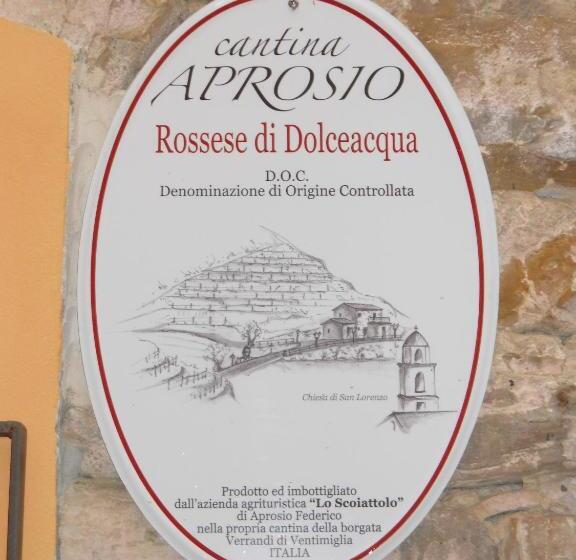 cantina
APROSIO
Rossese di Dolceacqua
D.O.C.
Denominazione di Origine Controllata
Chiesa di San Lorenzo
Prodotto ed imbottigliato
dall'azienda agrituristica “Lo Scoiattolo”
di Aprosio Federico
nella propria cantina della borgata
Verrandi di Ventimiglia
ITALIA